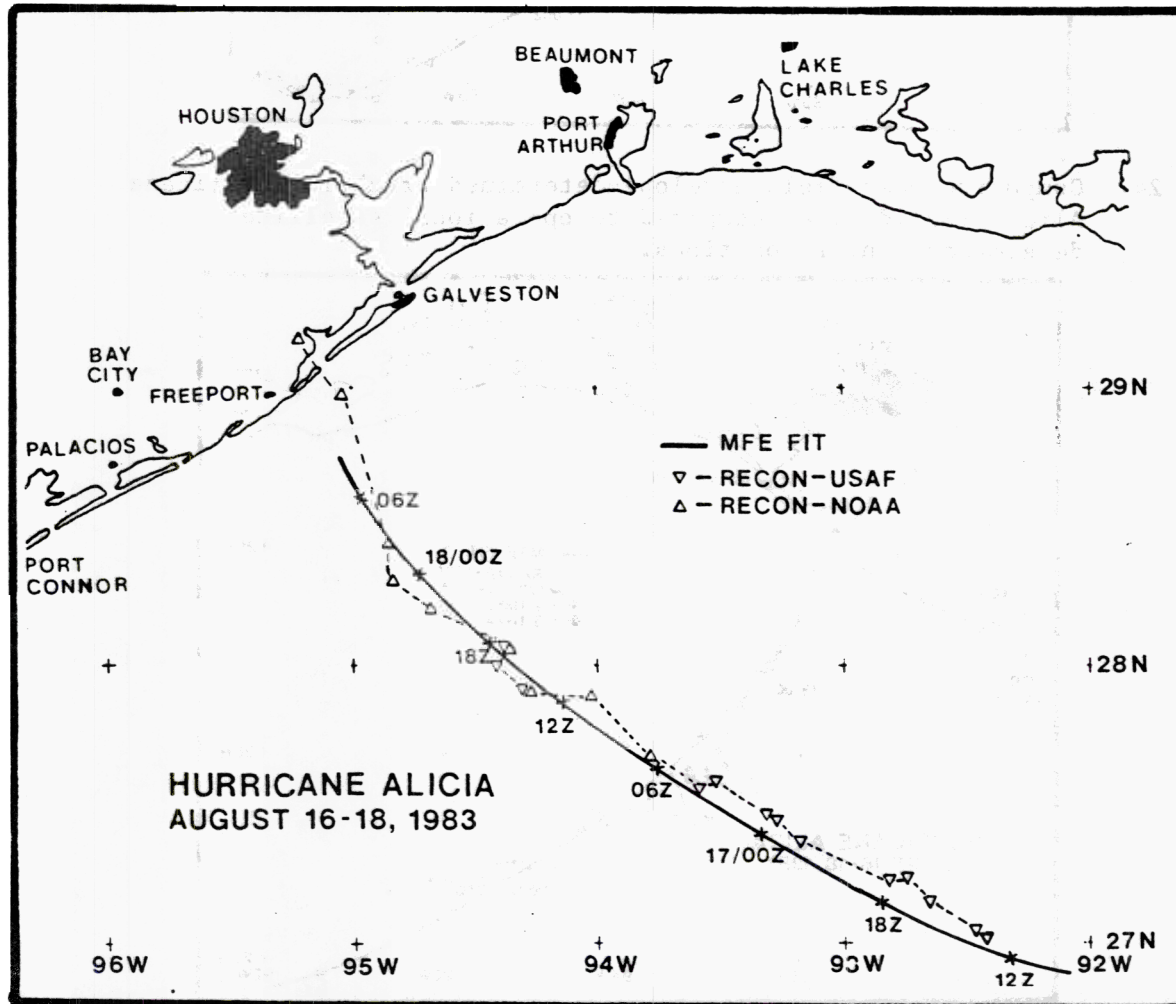 BEAUMONT
LAKE
CHARLES
HOUSTON
PORT
ARTHUR
GALVESTON
BAY
CITY
FREEPORT
29N
PALACIOS
MFE FIT
▽ - RECON-USAF
△ - RECON-NOAA
06Z
18/00Z
PORT
CONNOR
18Z
28N
12Z
HURRICANE ALICIA
AUGUST 16-18, 1983
06Z
17/00Z
18Z
27N
96W
95W
94W
93W
92W
12Z